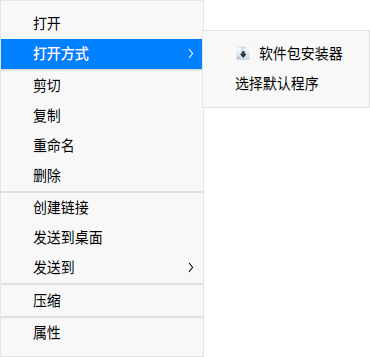 打开
打开方式
剪切
复制
重命名
删除
创建链接
发送到桌面
发送到
压缩
属性
软件包安装器
选择默认程序